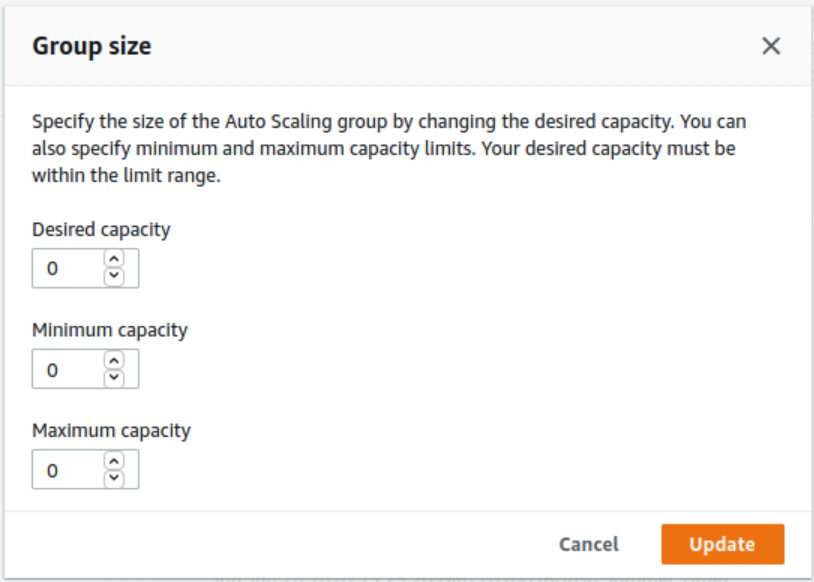 Group size
Specify the size of the Auto Scaling group by changing the desired capacity. You can
also specify minimum and maximum capacity limits. Your desired capacity must be
within the limit range.
Desired capacity
0
Minimum capacity
0
Maximum capacity
0
Cancel Update